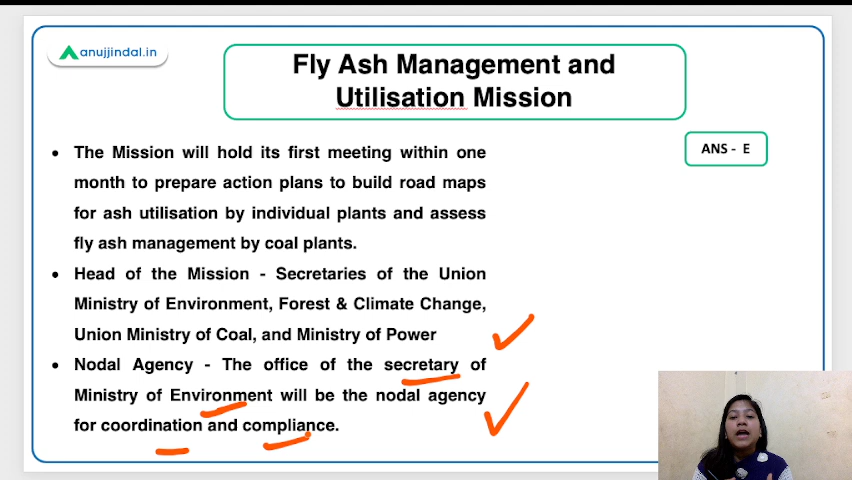 anujjindal.in
Fly Ash Management and
Utilisation Mission
ANS - E
• The Mission will hold its first meeting within one
month to prepare action plans to build road maps
for ash utilisation by individual plants and assess
fly ash management by coal plants.
• Head of the Mission - Secretaries of the Union
Ministry of Environment, Forest & Climate Change,
Union Ministry of Coal, and Ministry of Power
• Nodal Agency - The office of the secretary of
Ministry of Environment will be the nodal agency
for coordination and compliance.